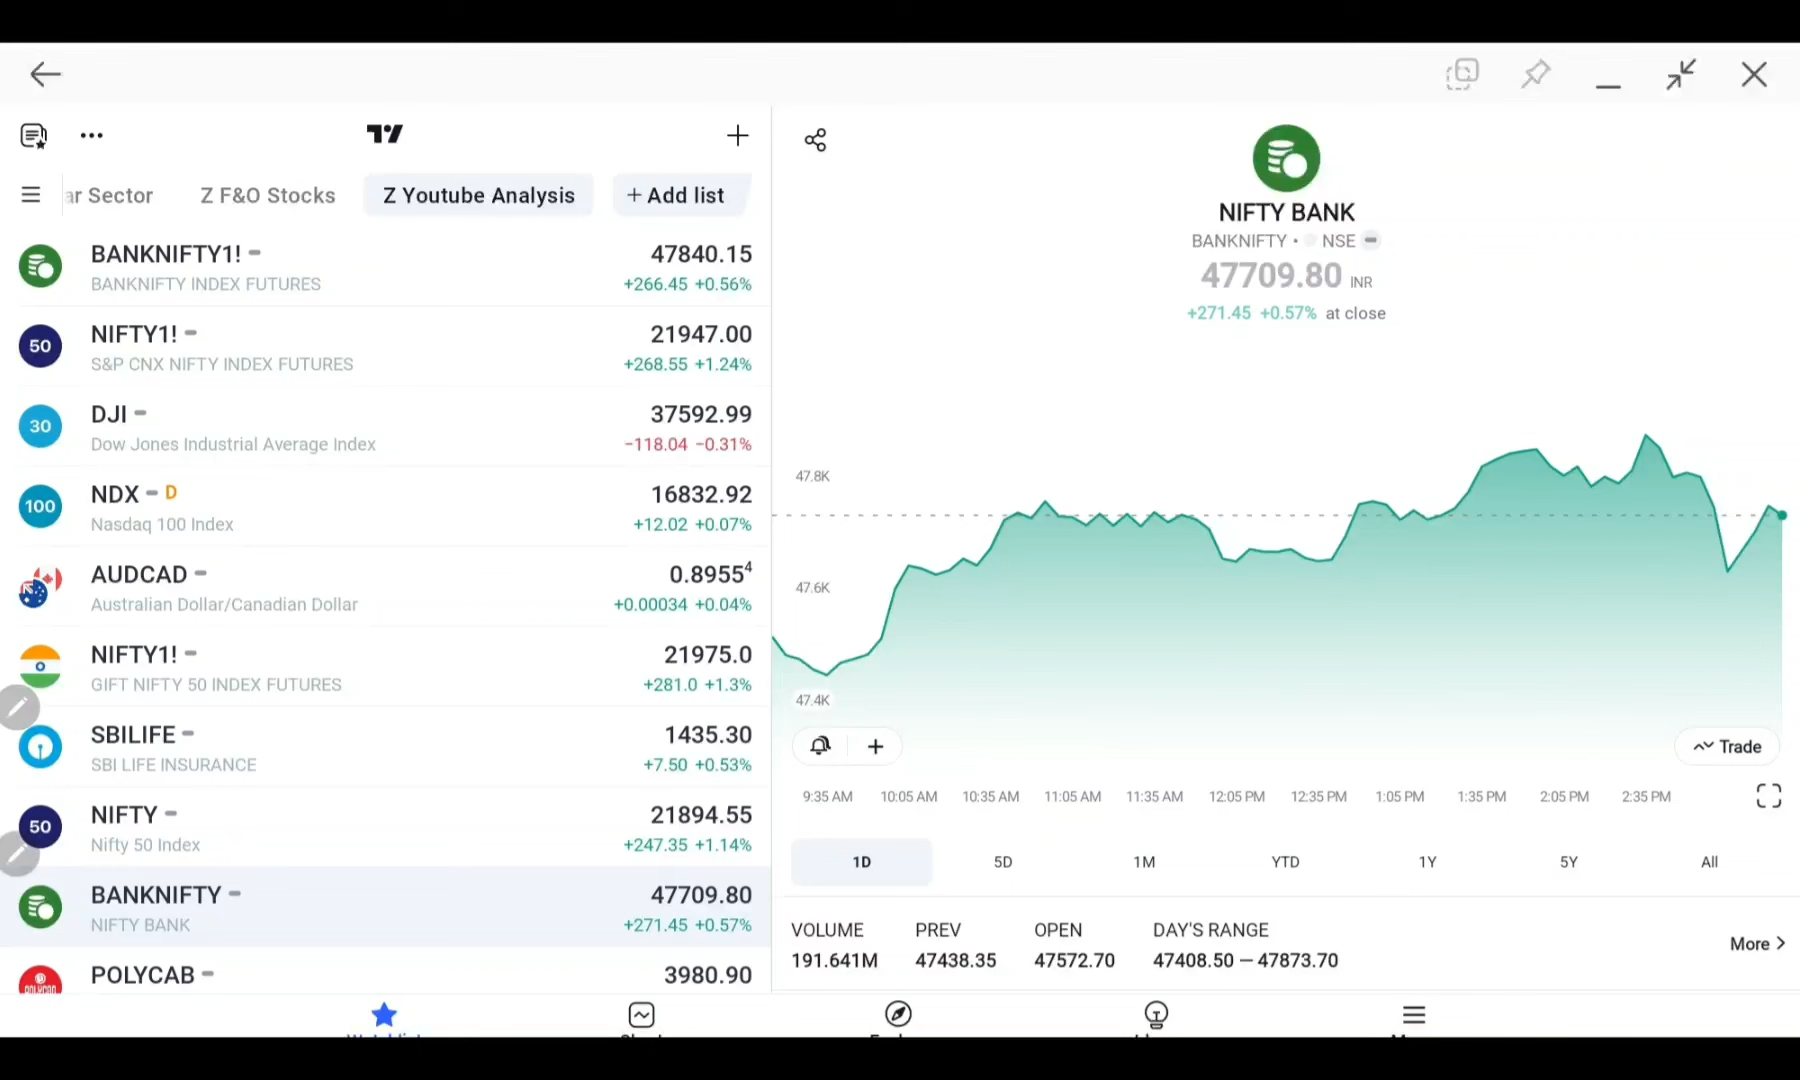 ar Sector
Z F&O Stocks
Z Youtube Analysis
+ Add list
BANKNIFTY1!
47840.15
BANKNIFTY INDEX FUTURES
+266.45 +0.56%
50
NIFTY1!
21947.00
S&P CNX NIFTY INDEX FUTURES
+268.55 +1.24%
30
DJI
37592.99
Dow Jones Industrial Average Index
−118.04 −0.31%
100
NDX D
16832.92
Nasdaq 100 Index
+12.02 +0.07%
AUDCAD
0.8955⁴
Australian Dollar/Canadian Dollar
+0.00034 +0.04%
NIFTY1!
21975.0
GIFT NIFTY 50 INDEX FUTURES
+281.0 +1.3%
SBILIFE
1435.30
SBI LIFE INSURANCE
+7.50 +0.53%
50
NIFTY
21894.55
Nifty 50 Index
+247.35 +1.14%
BANKNIFTY
47709.80
NIFTY BANK
+271.45 +0.57%
POLYCAB
3980.90
NIFTY BANK
BANKNIFTY • NSE
47709.80 INR
+271.45 +0.57% at close
47.8K
47.6K
47.4K
Trade
9:35 AM 10:05 AM 10:35 AM 11:05 AM 11:35 AM 12:05 PM 12:35 PM 1:05 PM 1:35 PM 2:05 PM 2:35 PM
1D 5D 1M YTD 1Y 5Y All
VOLUME PREV OPEN DAY'S RANGE
191.641M 47438.35 47572.70 47408.50 — 47873.70
More